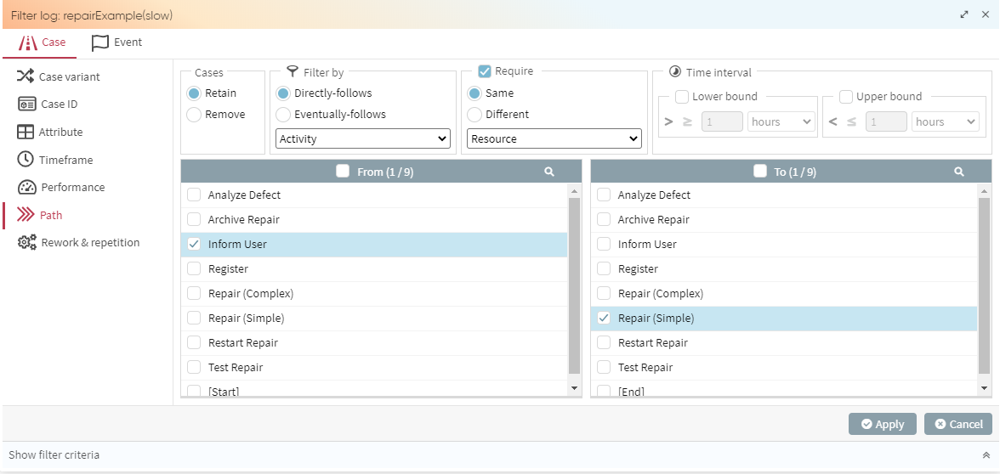 Filter log: repairExample(slow)
Case
Event
Case variant
Case ID
Attribute
Timeframe
Performance
Path
Rework & repetition
Cases
Retain
Remove
Filter by
Directly-follows
Eventually-follows
Activity
Require
Same
Different
Resource
Time interval
Lower bound
> ≥ 1 hours
Upper bound
< ≤ 1 hours
From (1 / 9)
Analyze Defect
Archive Repair
Inform User
Register
Repair (Complex)
Repair (Simple)
Restart Repair
Test Repair
[Start]
To (1 / 9)
Analyze Defect
Archive Repair
Inform User
Register
Repair (Complex)
Repair (Simple)
Restart Repair
Test Repair
[End]
Apply
Cancel
Show filter criteria